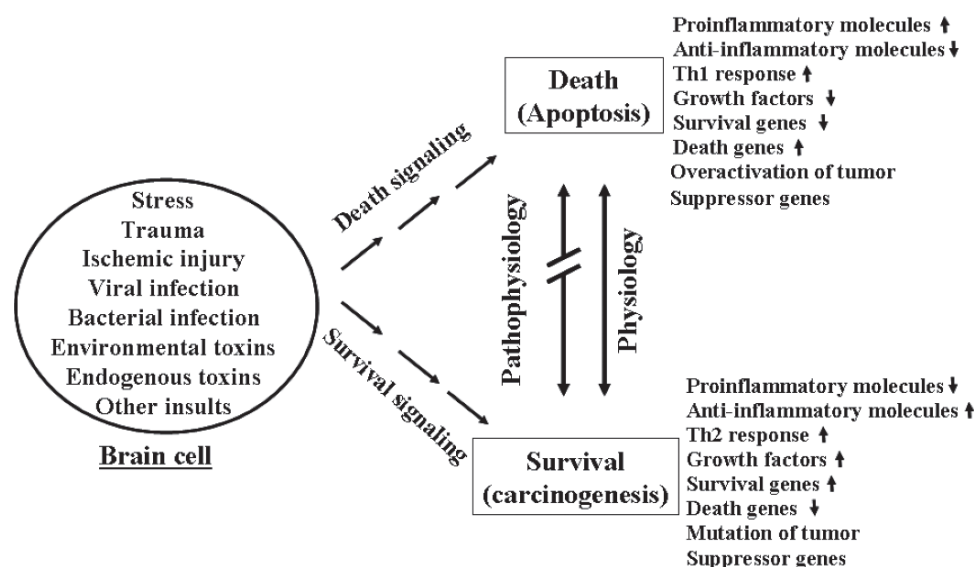 Proinflammatory molecules ↑
Anti-inflammatory molecules ↓
Th1 response ↑
Growth factors ↓
Survival genes ↓
Death genes ↑
Overactivation of tumor
Suppressor genes
Death
(Apoptosis)
Death signaling
Stress
Trauma
Ischemic injury
Viral infection
Bacterial infection
Environmental toxins
Endogenous toxins
Other insults
Brain cell
Survival signaling
Pathophysiology
Physiology
Survival
(carcinogenesis)
Proinflammatory molecules ↓
Anti-inflammatory molecules ↑
Th2 response ↑
Growth factors ↑
Survival genes ↑
Death genes ↓
Mutation of tumor
Suppressor genes